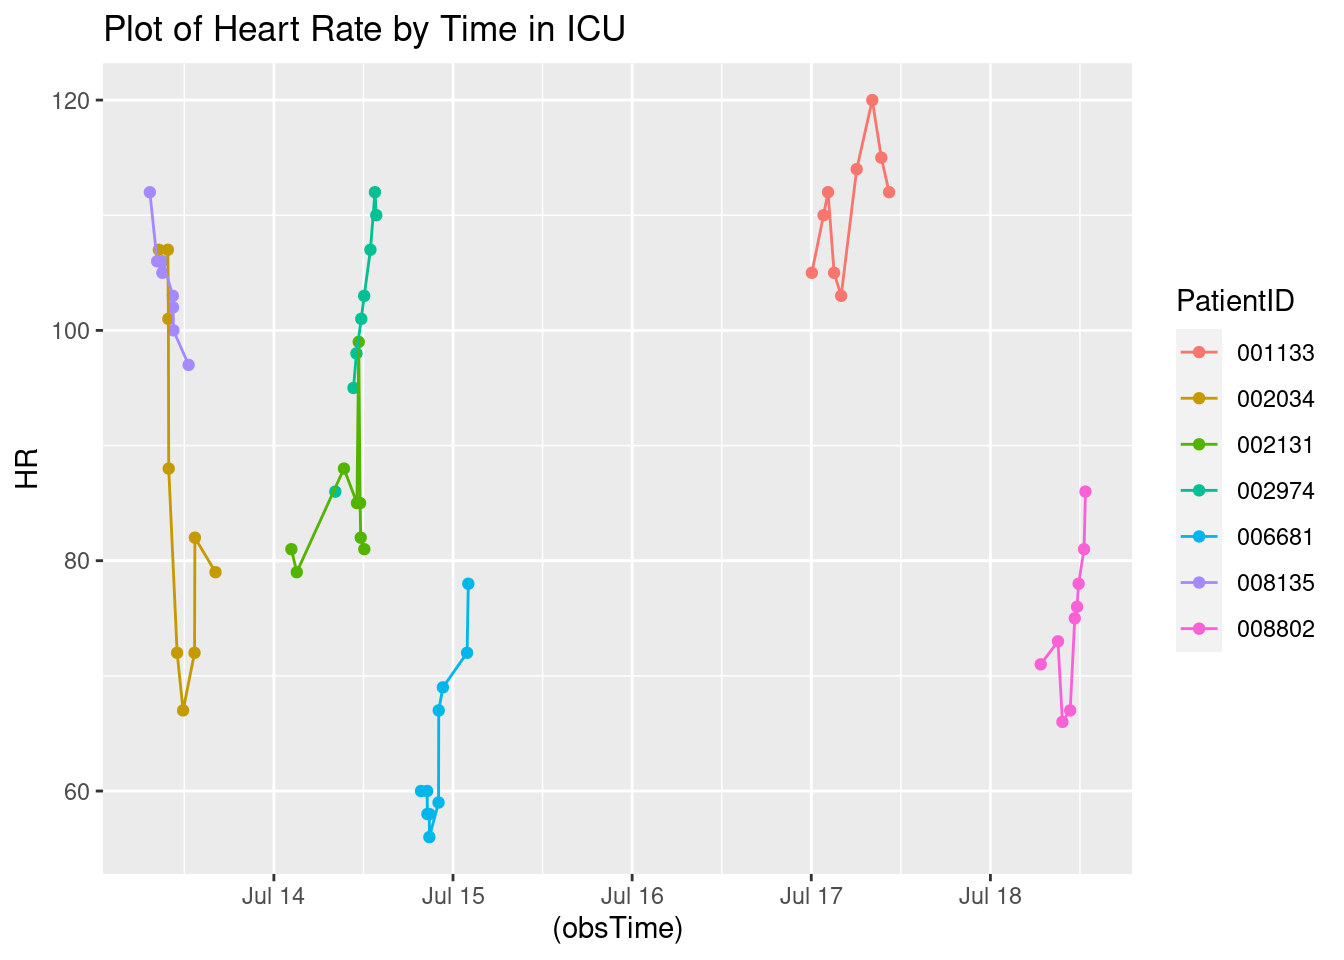 Plot of Heart Rate by Time in ICU
HR
120
100
80
60
Jul 14 Jul 15 Jul 16 Jul 17 Jul 18
(obsTime)
PatientID
001133
002034
002131
002974
006681
008135
008802